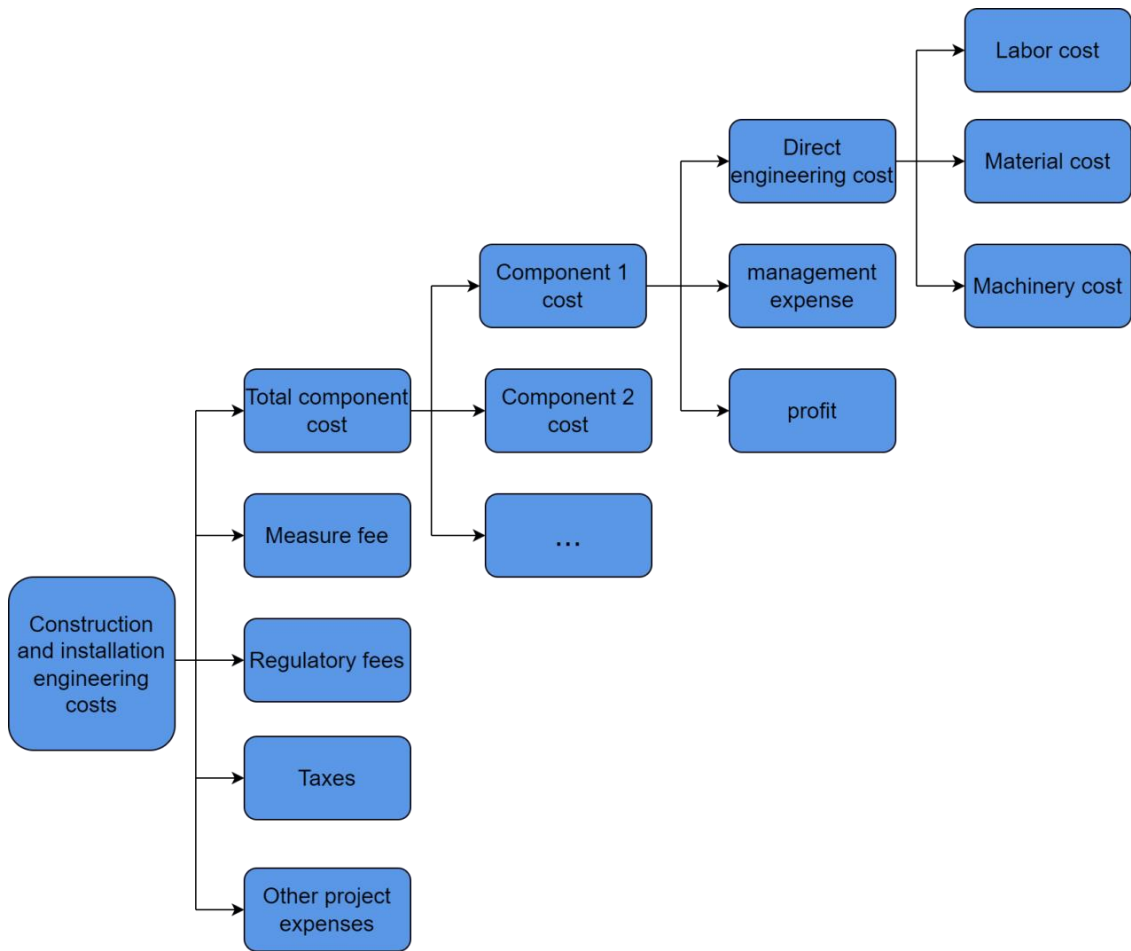 Labor cost
Direct
engineering cost
Material cost
Component 1
cost
management
expense
Machinery cost
Total component
cost
Component 2
cost
profit
Measure fee
...
Construction
and installation
engineering
costs
Regulatory fees
Taxes
Other project
expenses